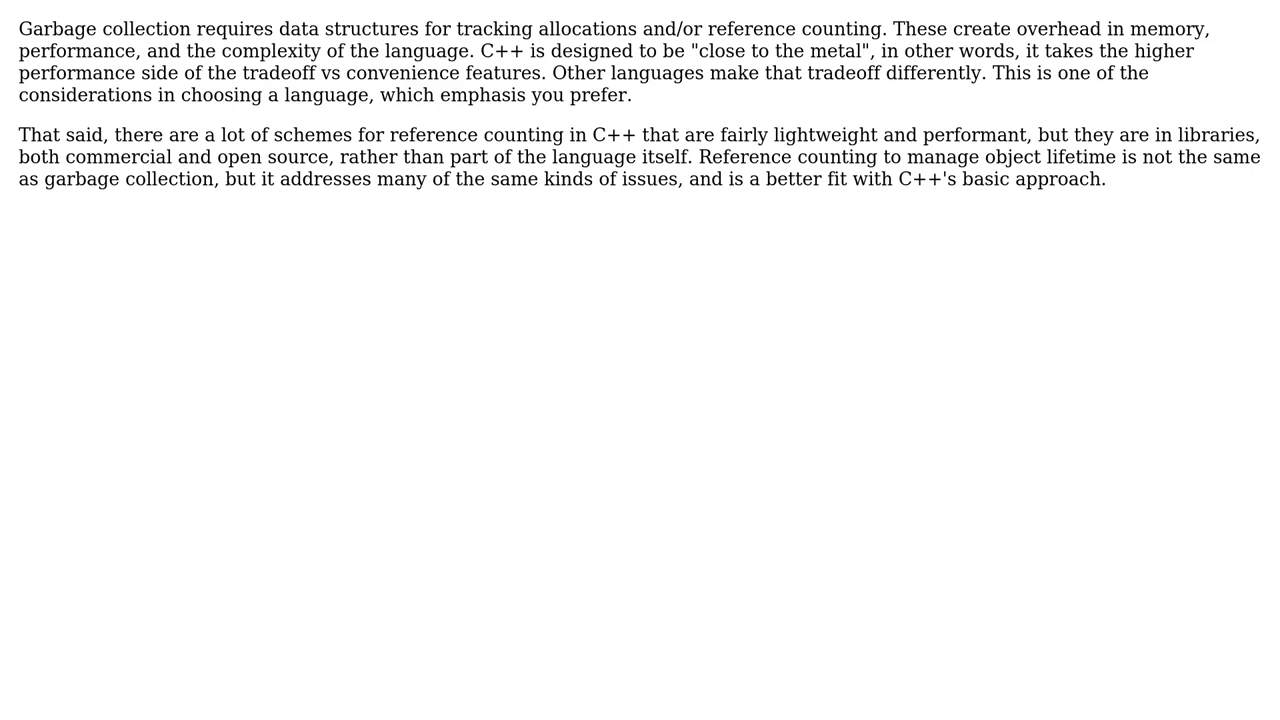 Garbage collection requires data structures for tracking allocations and/or reference counting. These create overhead in memory,
performance, and the complexity of the language. C++ is designed to be "close to the metal", in other words, it takes the higher
performance side of the tradeoff vs convenience features. Other languages make that tradeoff differently. This is one of the
considerations in choosing a language, which emphasis you prefer.
That said, there are a lot of schemes for reference counting in C++ that are fairly lightweight and performant, but they are in libraries,
both commercial and open source, rather than part of the language itself. Reference counting to manage object lifetime is not the same
as garbage collection, but it addresses many of the same kinds of issues, and is a better fit with C++'s basic approach.